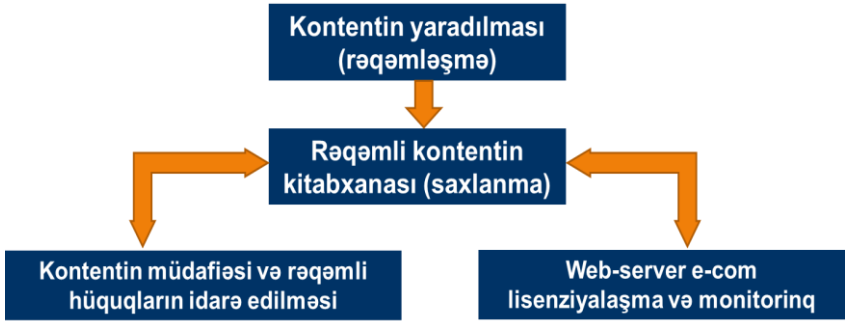 Kontentin yaradılması
(rəqəmləşmə)
Rəqəmli kontentin
kitabxanası (saxlanma)
Kontentin müdafiəsi və rəqəmli
hüquqların idarə edilməsi
Web-server e-com
lisenziyalaşma və monitorinq